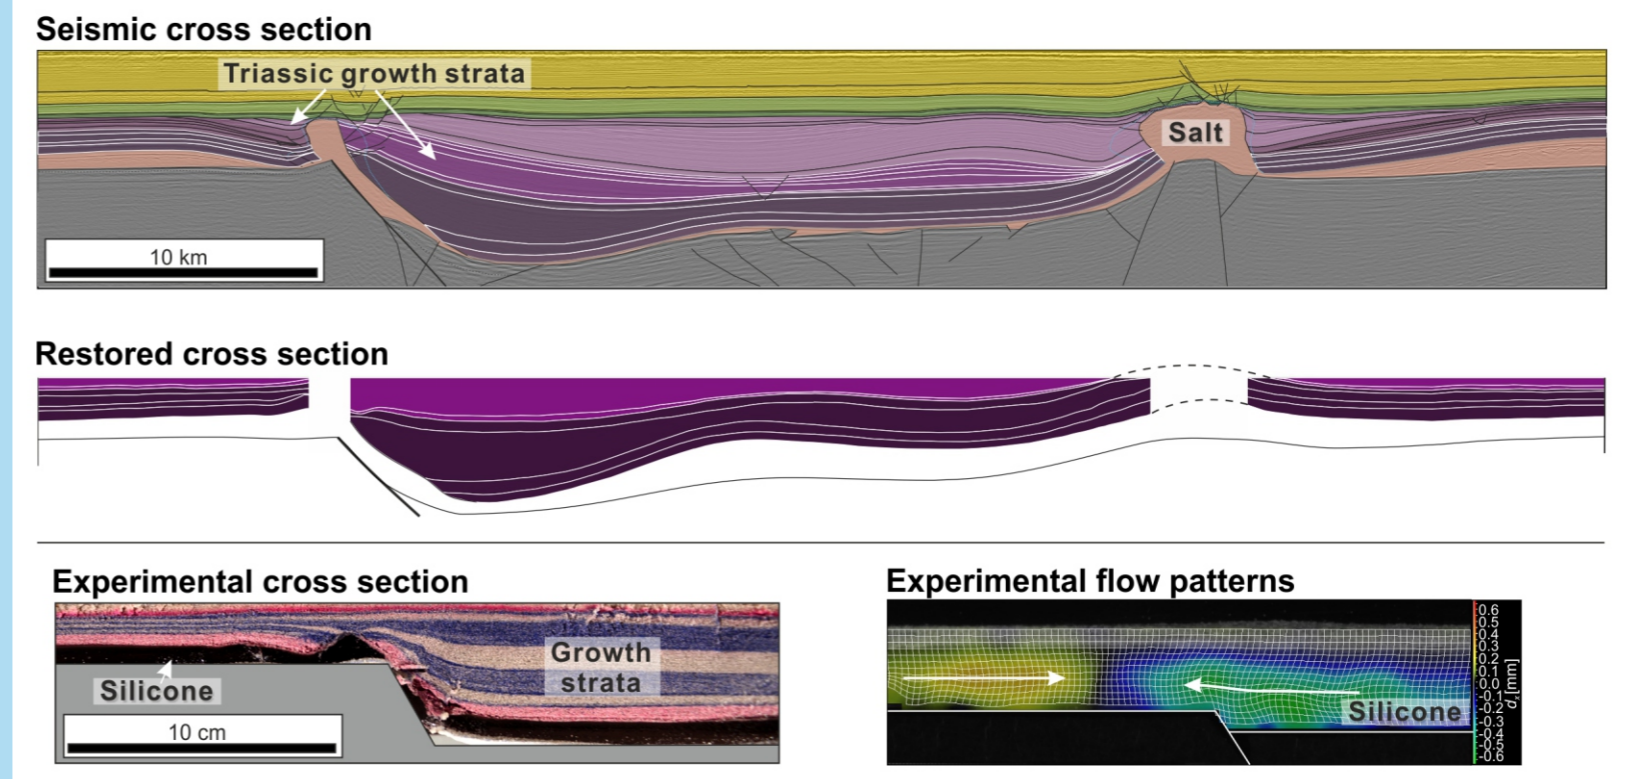 Seismic cross section
Triassic growth strata
Salt
10 km
Restored cross section
Experimental cross section
Growth
strata
Silicone
10 cm
Experimental flow patterns
0.6
0.5
0.4
0.3
0.2
0.1
0.0
-0.1
-0.2
-0.3
-0.4
-0.5
-0.6
dₓ[mm]
Silicone